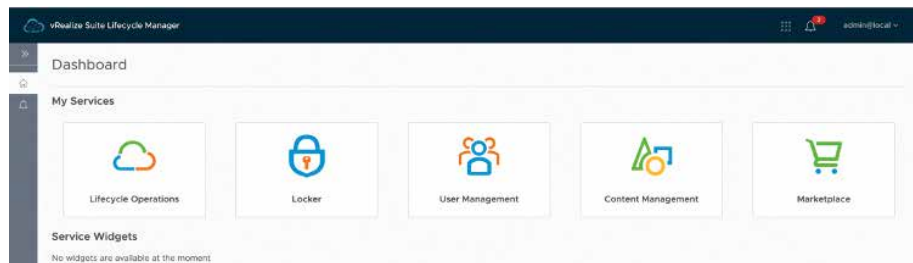 vRealize Suite Lifecycle Manager
admin@local
Dashboard
My Services
Lifecycle Operations
Locker
User Management
Content Management
Marketplace
Service Widgets
No widgets are available at the moment